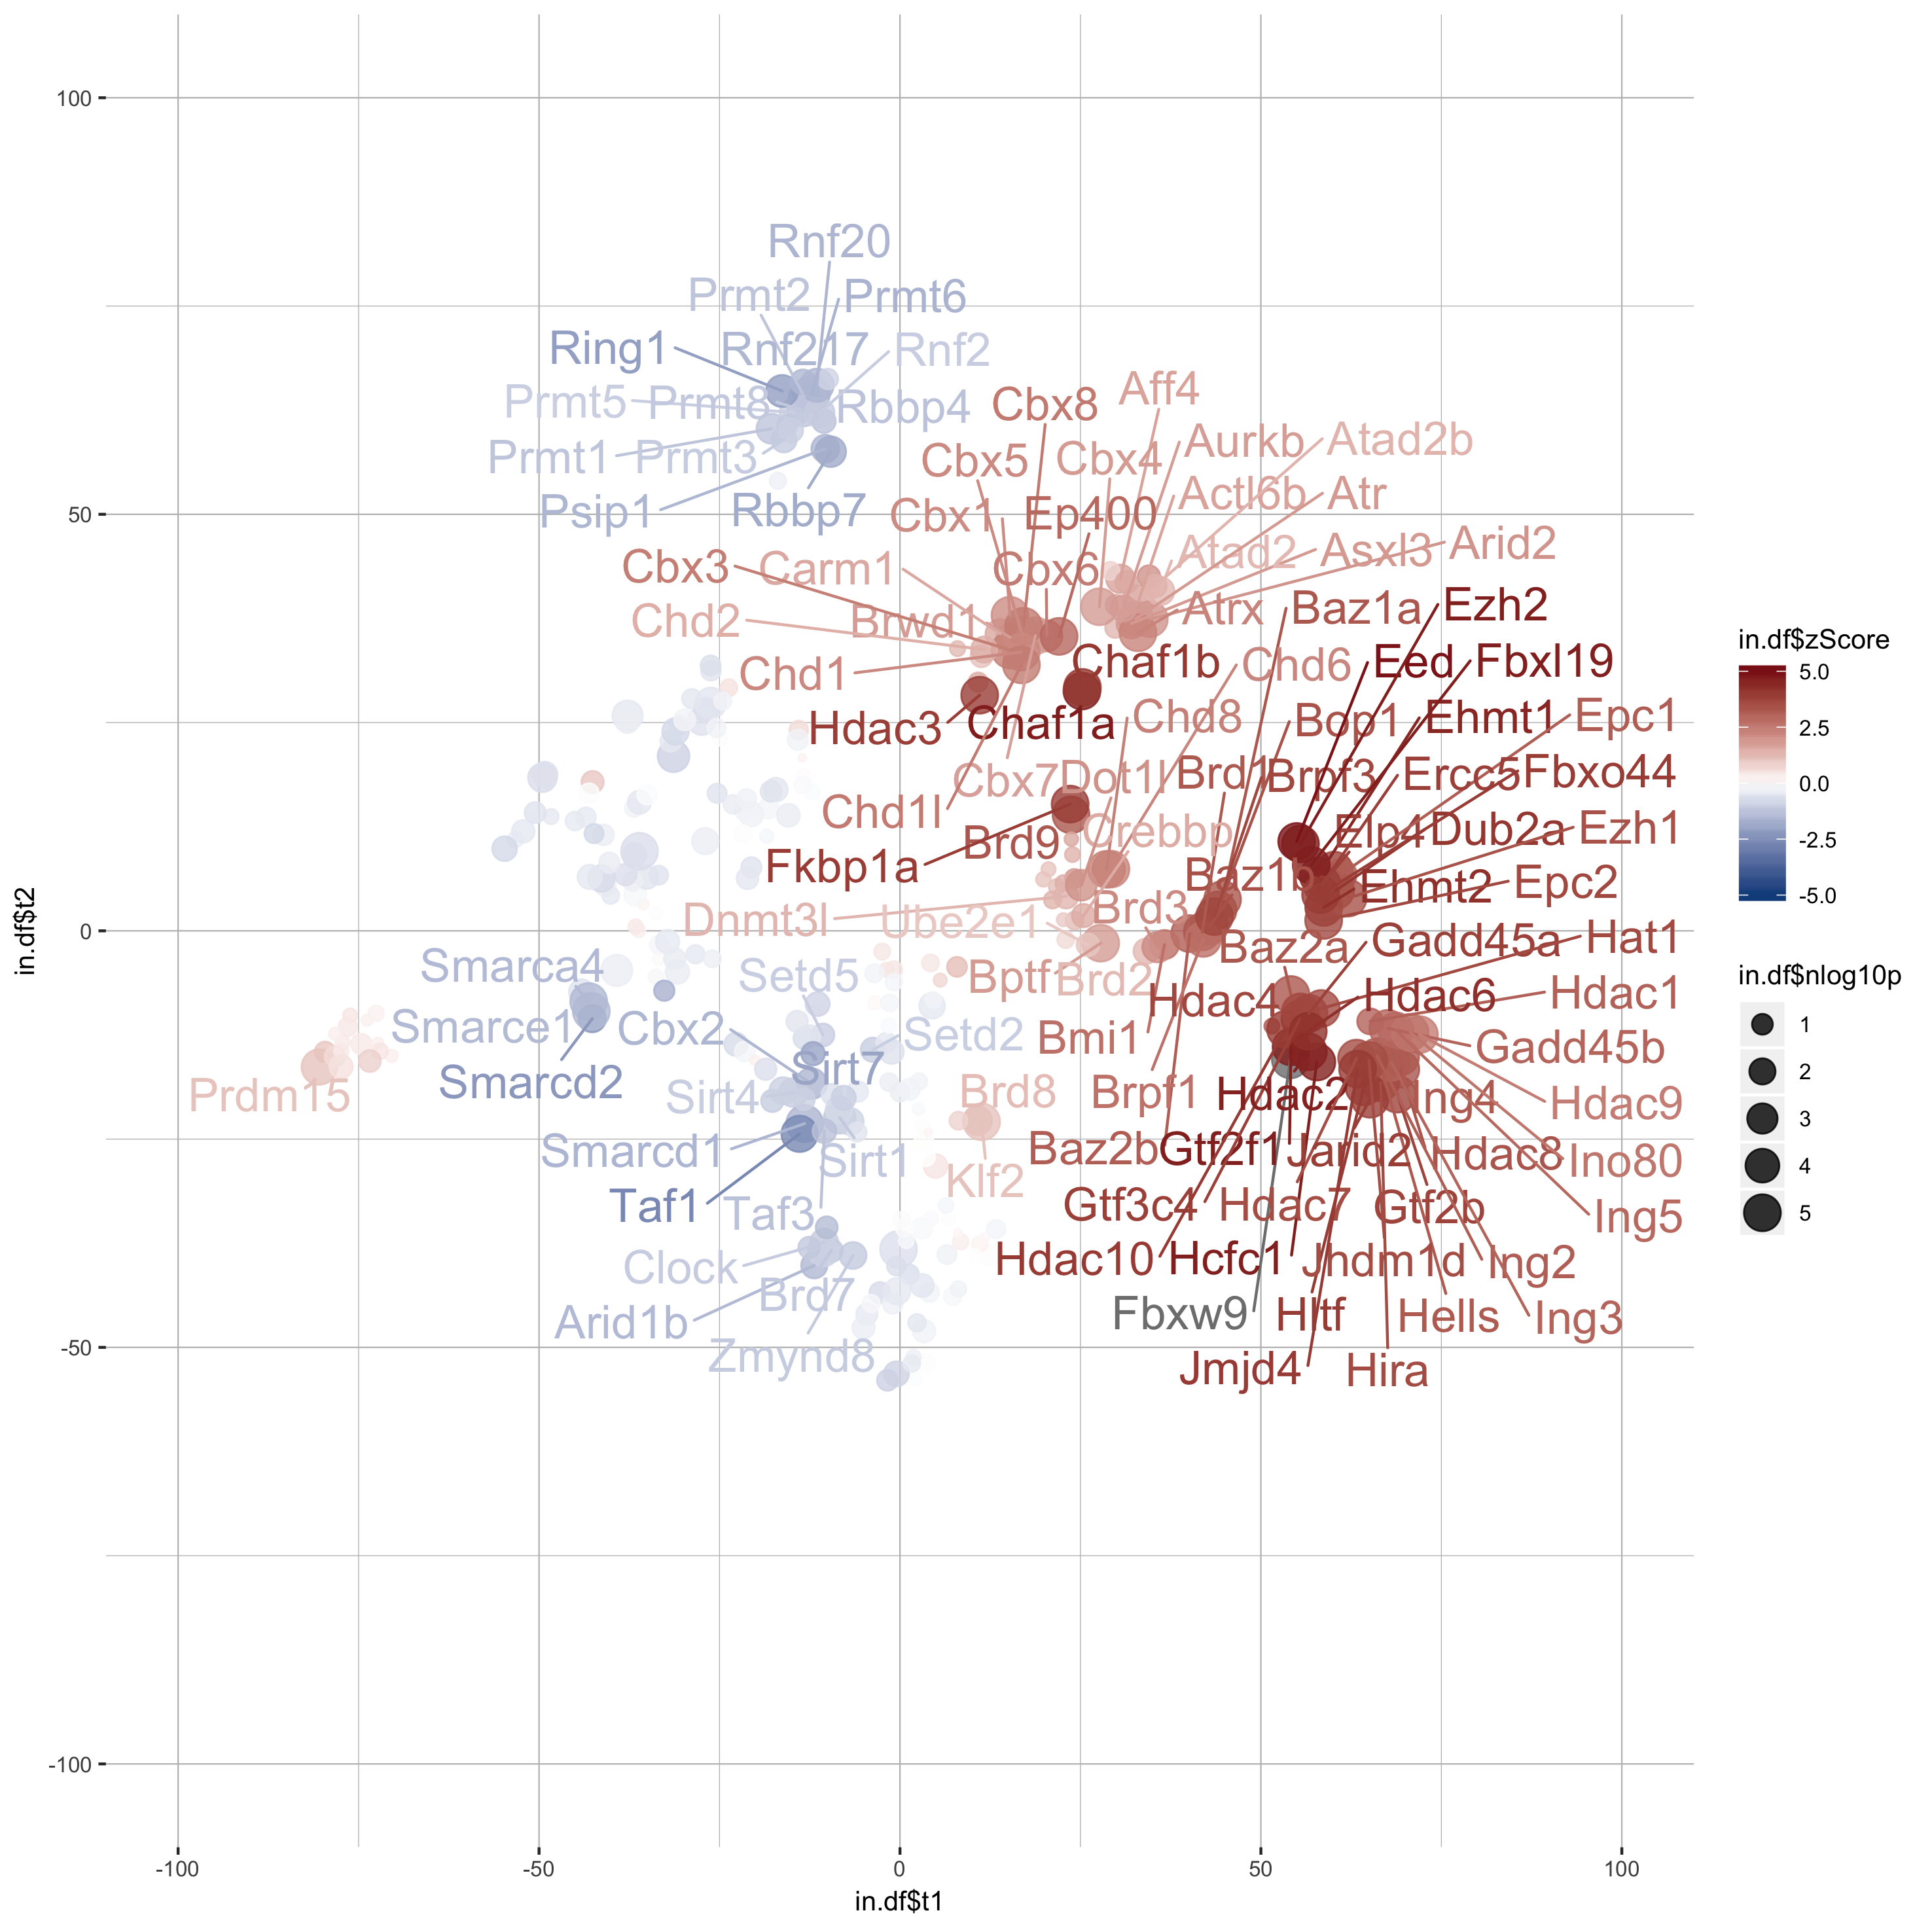 100
50
0
-50
-100
-100
-50
0
50
100
in.df$t1
in.df$t2
Rnf20
Prmt2
Prmt6
Ring1
Rnf217
Rnf2
Prmt5
Prmt8
Rbbp4
Prmt1
Prmt3
Psip1
Rbbp7
Aff4
Cbx8
Cbx5
Cbx4
Aurkb
Atad2b
Cbx1
Ep400
Actl6b
Atr
Cbx3
Carm1
Cbx6
Atad2
Asxl3
Arid2
Chd2
Brwd1
Atrx
Baz1a
Ezh2
Chd1
Chaf1b
Chd6
Eed
Fbxl19
Hdac3
Chaf1a
Chd8
Bop1
Ehmt1
Epc1
Cbx7
Dot1l
Brd1
Brpf3
Ercc5
Fbxo44
Chd1l
Brd9
Crebbp
Elp4
Dub2a
Ezh1
Fkbp1a
Baz1b
Ehmt2
Epc2
Dnmt3l
Ube2e1
Brd3
Baz2a
Gadd45a
Hat1
Smarca4
Setd5
Bptf
Brd2
Hdac4
Hdac6
Hdac1
Smarce1
Cbx2
Setd2
Bmi1
Gadd45b
Smarcd2
Sirt7
Prdm15
Sirt4
Brd8
Brpf1
Hdac2
Ing4
Hdac9
Smarcd1
Sirt1
Klf2
Baz2b
Gtf2f1
Jarid2
Hdac8
Ino80
Taf1
Taf3
Gtf3c4
Hdac7
Gtf2b
Ing5
Clock
Hdac10
Hcfc1
Jhdm1d
Ing2
Arid1b
Brd7
Fbxw9
Hltf
Hells
Ing3
Zmynd8
Jmjd4
Hira
in.df$zScore
5.0
2.5
0.0
-2.5
-5.0
in.df$nlog10p
1
2
3
4
5